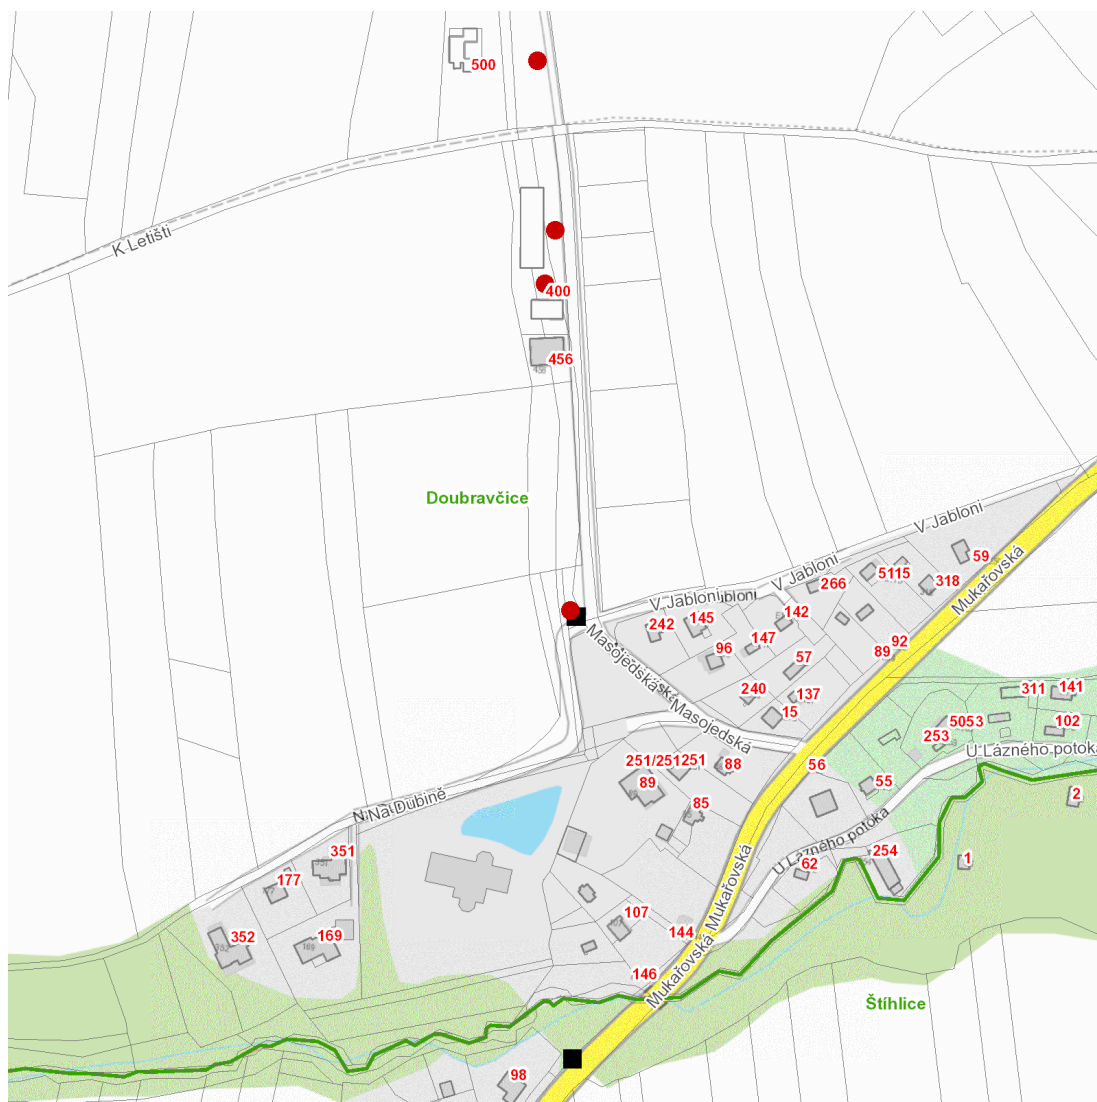 500
K Letišti
400
456
Doubravčice
V Jabloni
V Jabloni
V Jabloni
59
5115
318
266
142
145
242
147
96
57
92
89
Mukařovská
Masojedská
240
137
15
Masojedská
311
141
5053
102
253
U Lázného potoka
56
251/251251
88
89
55
85
2
Na Dubině
U Lázného potoka
351
254
62
1
177
Mukařovská
107
352
169
144
146
Mukařovská
Štíhlice
98